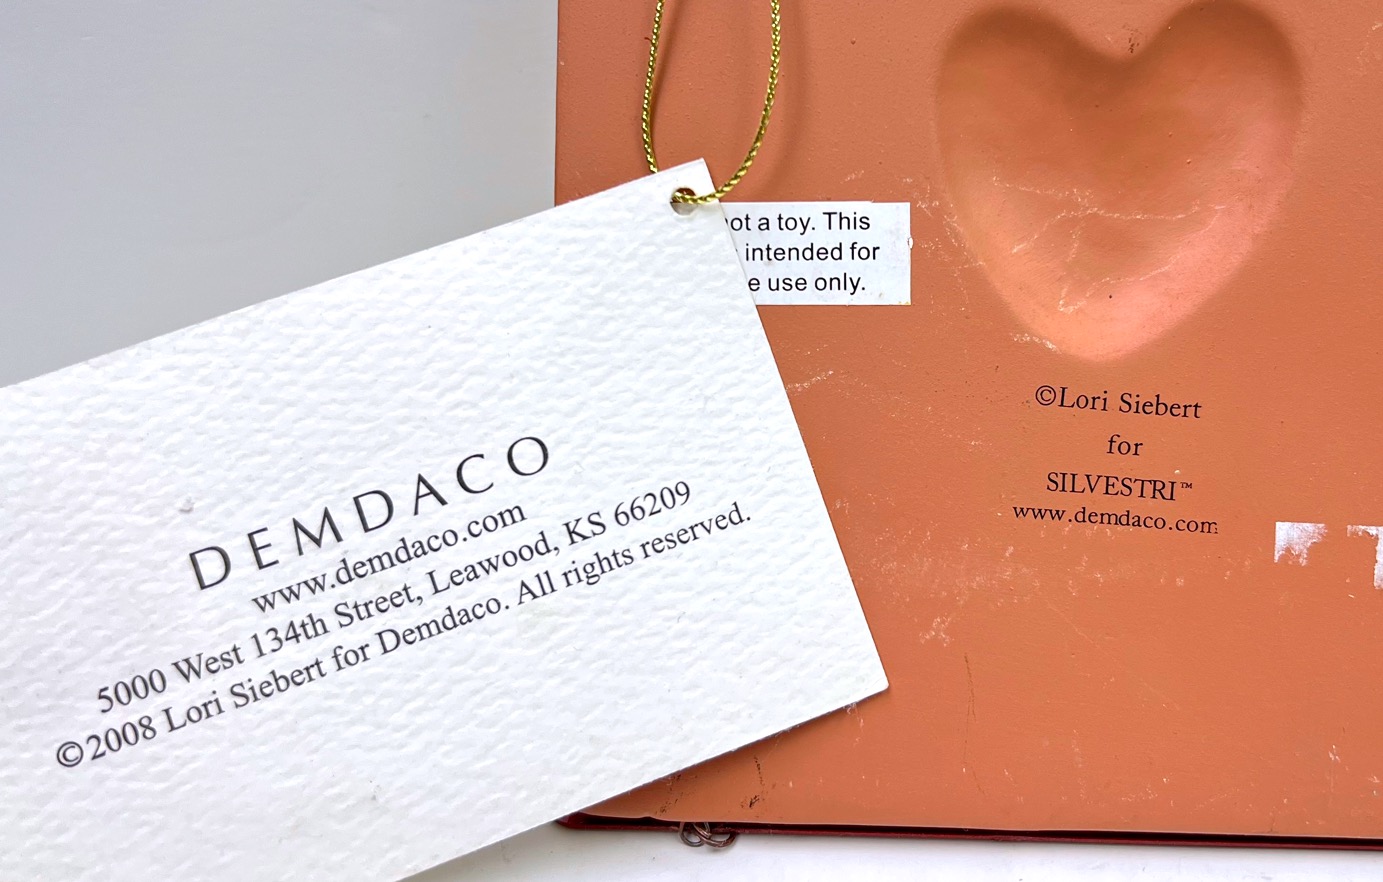 DEMDACO
www.demdaco.com
5000 West 134th Street, Leawood, KS 66209
©2008 Lori Siebert for Demdaco. All rights reserved.
a toy. This
intended for
use only.
©Lori Siebert
for
SILVESTRI™
www.demdaco.com